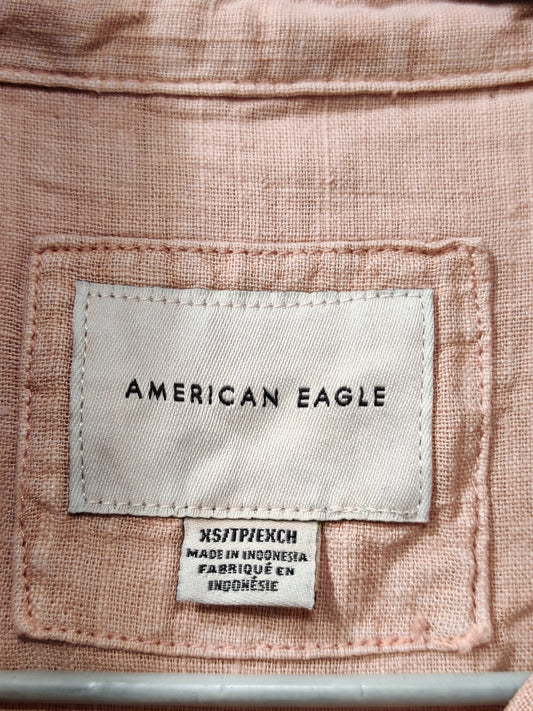 AMERICAN EAGLE
XS/TP/EXCH
MADE IN INDONESIA
FABRIQUÉ EN
INDONÉSIE